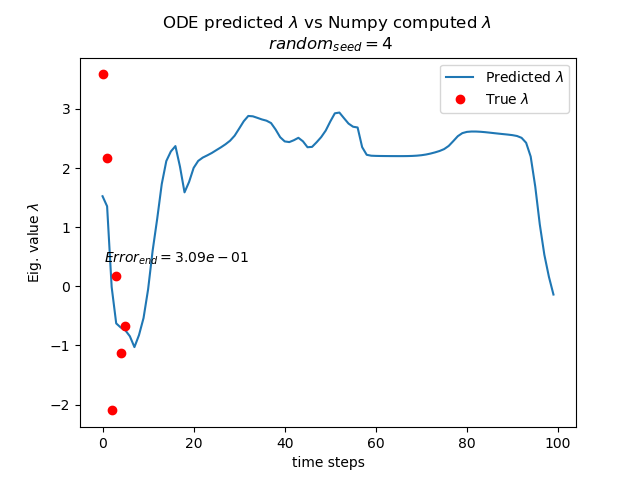 ODE predicted λ vs Numpy computed λ
random_seed = 4
Predicted λ
True λ
Error_end = 3.09e − 01
Eig. value λ
3
2
1
0
−1
−2
0 20 40 60 80 100
time steps